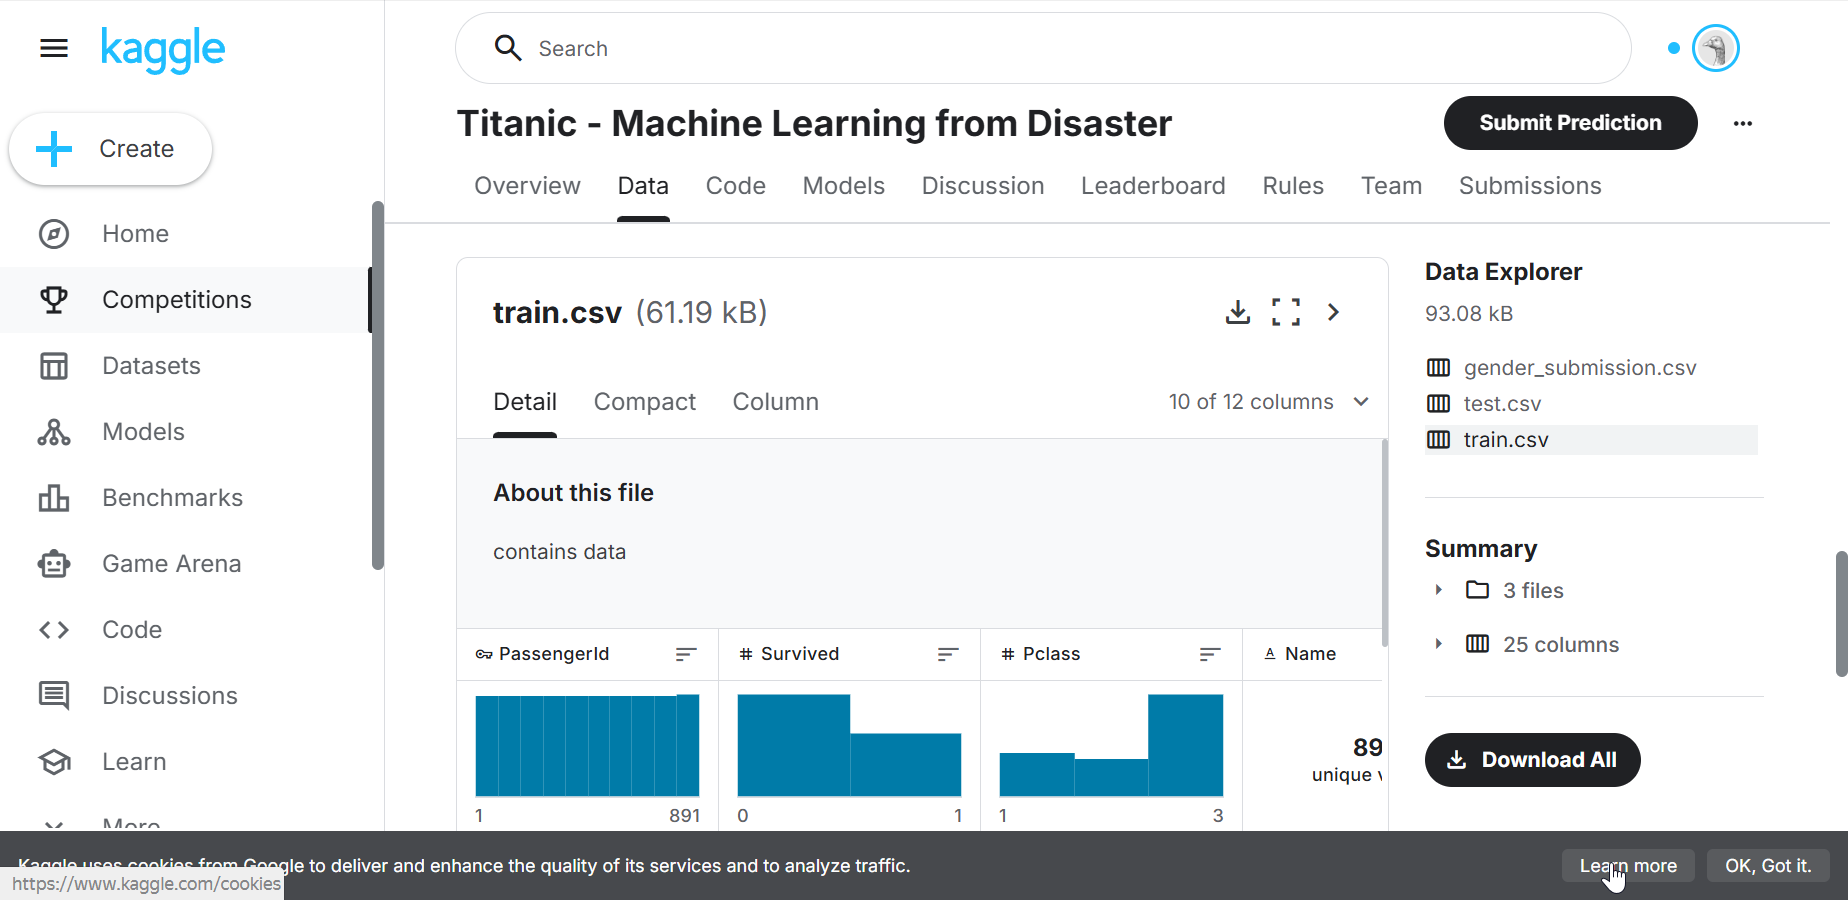 kaggle
Search
Create
Home
Competitions
Datasets
Models
Benchmarks
Game Arena
Code
Discussions
Learn
More
Titanic - Machine Learning from Disaster
Submit Prediction
Overview Data Code Models Discussion Leaderboard Rules Team Submissions
train.csv (61.19 kB)
Detail Compact Column 10 of 12 columns
About this file
contains data
PassengerId # Survived # Pclass A Name
89
unique v
1 891 0 1 1 3
Data Explorer
93.08 kB
gender_submission.csv
test.csv
train.csv
Summary
3 files
25 columns
Download All
Kaggle uses cookies from Google to deliver and enhance the quality of its services and to analyze traffic.
Learn more OK, Got it.
https://www.kaggle.com/cookies